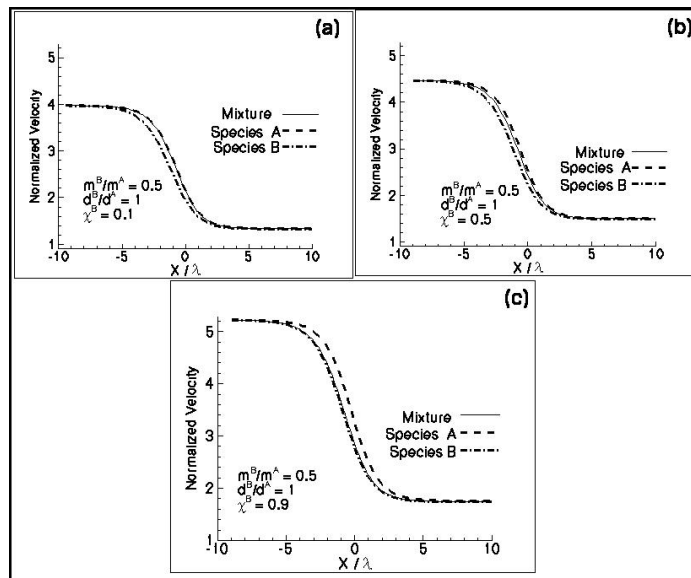 (a)
Normalized Velocity
5
4
3
2
1
Mixture
Species A
Species B
m^B/m^A = 0.5
d^B/d^A = 1
χ^B = 0.1
-10 -5 0 5 10
X / λ
(b)
Normalized Velocity
5
4
3
2
1
Mixture
Species A
Species B
m^B/m^A = 0.5
d^B/d^A = 1
χ^B = 0.5
-10 -5 0 5 10
X / λ
(c)
Normalized Velocity
5
4
3
2
1
Mixture
Species A
Species B
m^B/m^A = 0.5
d^B/d^A = 1
χ^B = 0.9
-10 -5 0 5 10
X / λ